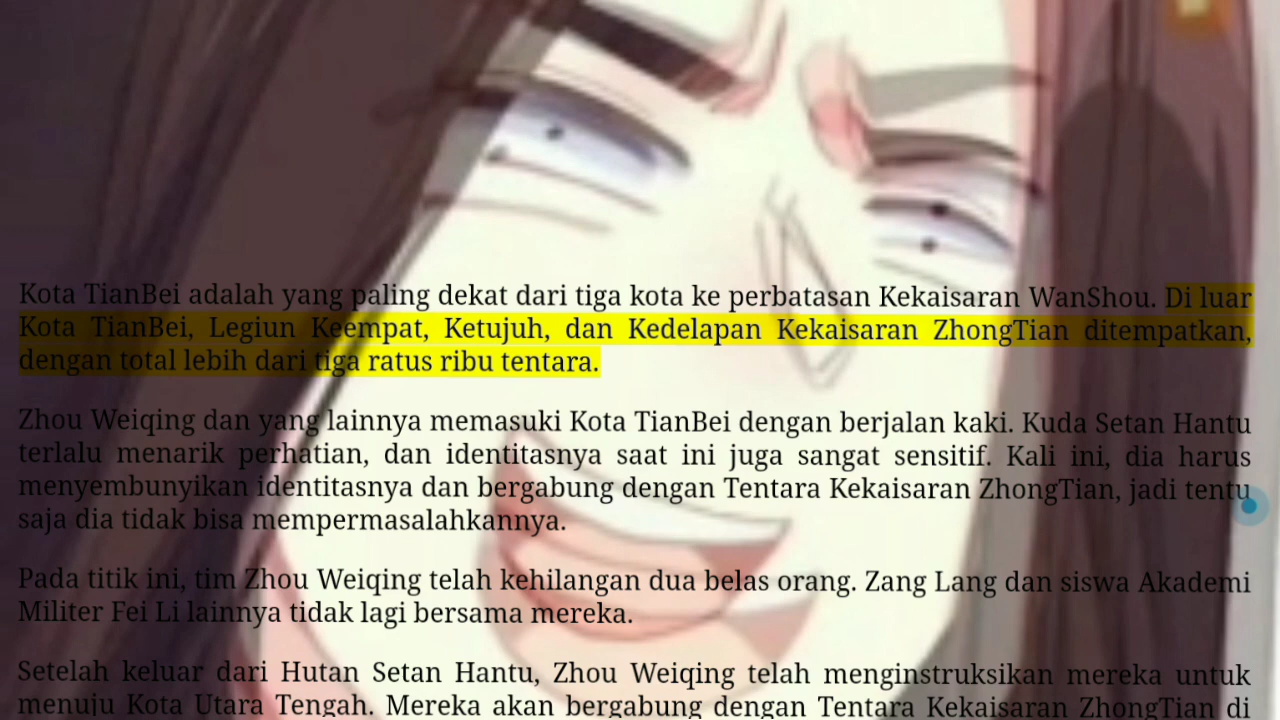 Kota TianBei adalah yang paling dekat dari tiga kota ke perbatasan Kekaisaran WanShou. Di luar
Kota TianBei, Legiun Keempat, Ketujuh, dan Kedelapan Kekaisaran ZhongTian ditempatkan,
dengan total lebih dari tiga ratus ribu tentara.
Zhou Weiqing dan yang lainnya memasuki Kota TianBei dengan berjalan kaki. Kuda Setan Hantu
terlalu menarik perhatian, dan identitasnya saat ini juga sangat sensitif. Kali ini, dia harus
menyembunyikan identitasnya dan bergabung dengan Tentara Kekaisaran ZhongTian, jadi tentu
saja dia tidak bisa mempermasalahkannya.
Pada titik ini, tim Zhou Weiqing telah kehilangan dua belas orang. Zang Lang dan siswa Akademi
Militer Fei Li lainnya tidak lagi bersama mereka.
Setelah keluar dari Hutan Setan Hantu, Zhou Weiqing telah menginstruksikan mereka untuk
menuju Kota Utara Tengah. Mereka akan bergabung dengan Tentara Kekaisaran ZhongTian di